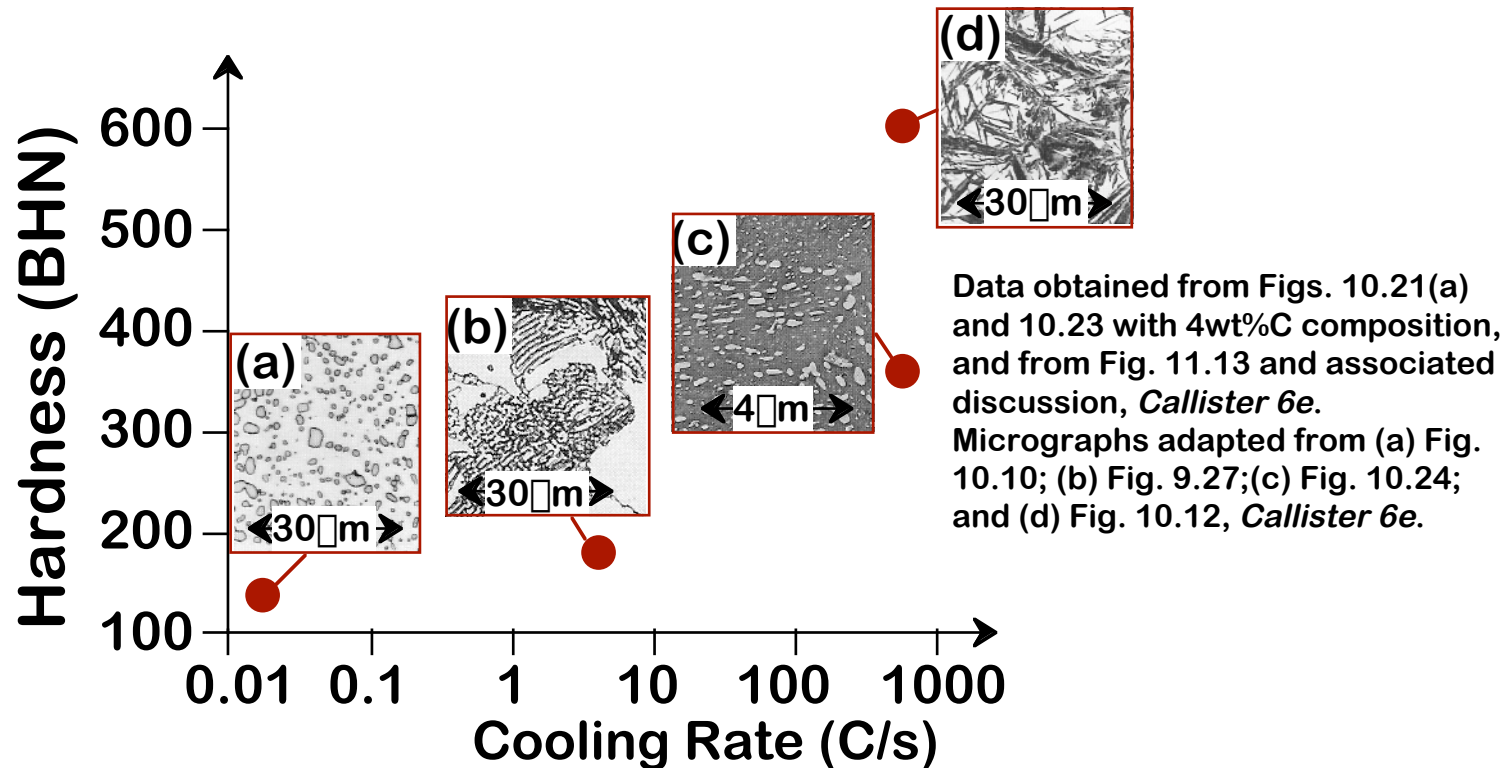 Hardness (BHN)
600
500
400
300
200
100
0.01 0.1 1 10 100 1000
Cooling Rate (C/s)
(a)
30□m
(b)
30□m
(c)
4□m
(d)
30□m
Data obtained from Figs. 10.21(a)
and 10.23 with 4wt%C composition,
and from Fig. 11.13 and associated
discussion, Callister 6e.
Micrographs adapted from (a) Fig.
10.10; (b) Fig. 9.27;(c) Fig. 10.24;
and (d) Fig. 10.12, Callister 6e.